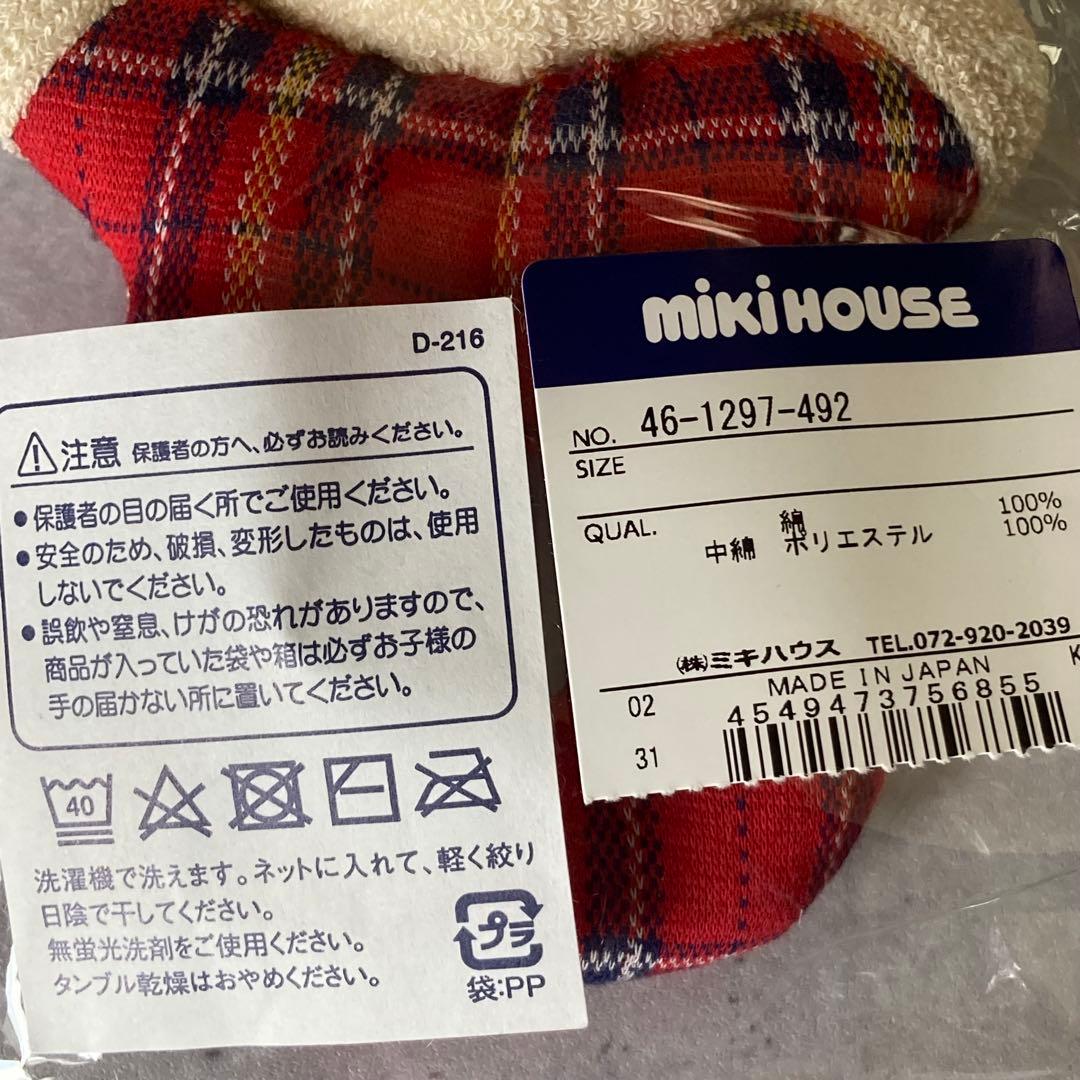 D-216
注意 保護者の方へ、必ずお読みください。
●保護者の目の届く所でご使用ください。
●安全のため、破損、変形したものは、使用
しないでください。
●誤飲や窒息、けがの恐れがありますので、
商品が入っていた袋や箱は必ずお子様の
手の届かない所に置いてください。
40
洗濯機で洗えます。ネットに入れて、軽く絞り
日陰で干してください。
無蛍光洗剤をご使用ください。
タンブル乾燥はおやめください。
プラ
袋:PP
miki HOUSE
NO. 46-1297-492
SIZE
QUAL. 綿 100%
中綿 ポリエステル 100%
(株)ミキハウス TEL.072-920-2039
MADE IN JAPAN K
02
4549473756855
31